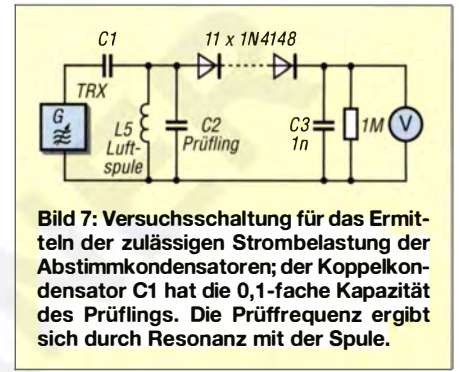 C1
11 x 1N4148
TRX
G
L5
Luft-
spule
C2
Prüfling
C3
1n
1M
V
Bild 7: Versuchsschaltung für das Ermit-
teln der zulässigen Strombelastung der
Abstimmkondensatoren; der Koppelkon-
densator C1 hat die 0,1-fache Kapazität
des Prüflings. Die Prüffrequenz ergibt
sich durch Resonanz mit der Spule.